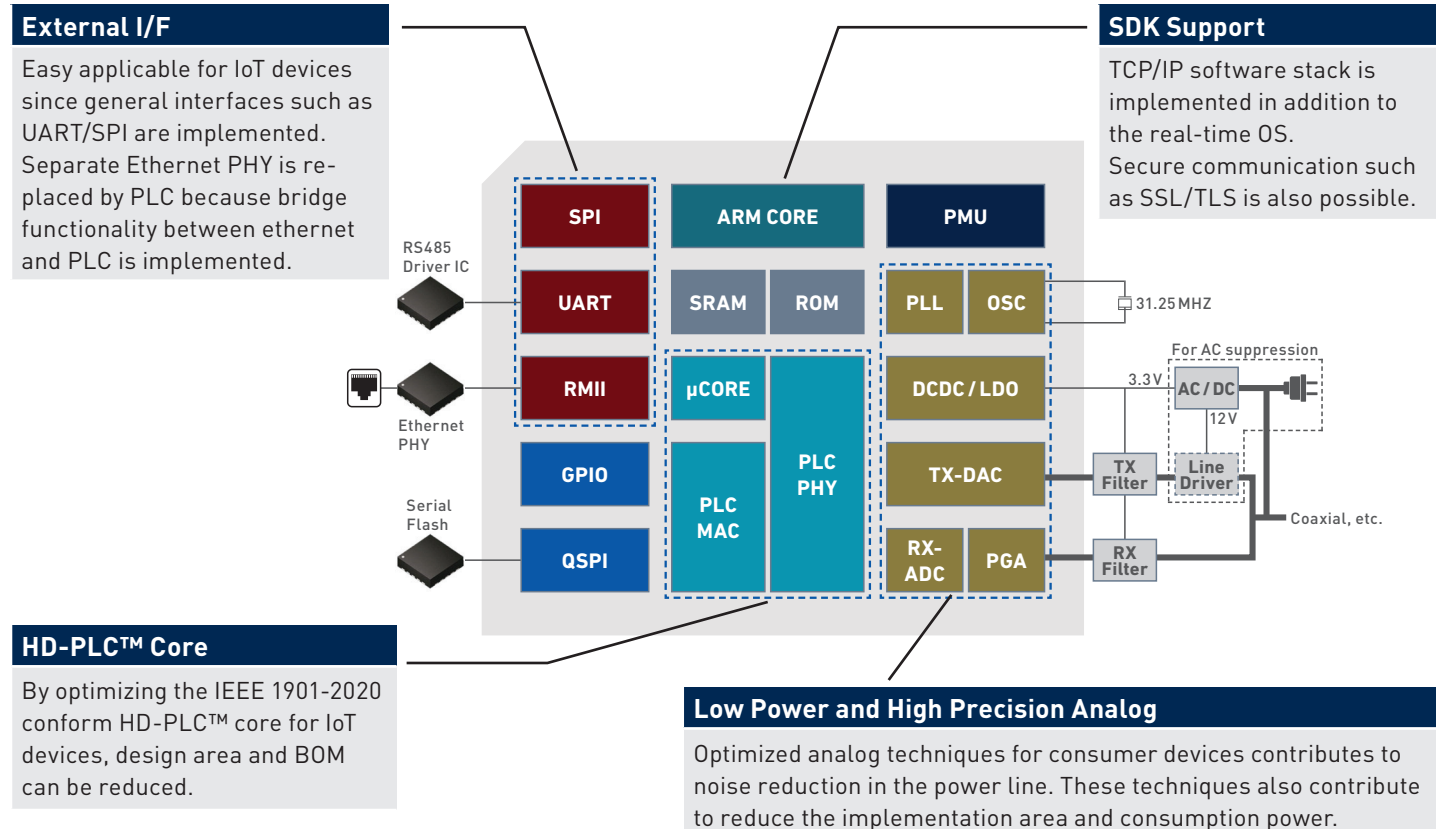 External I/F
Easy applicable for IoT devices
since general interfaces such as
UART/SPI are implemented.
Separate Ethernet PHY is re-
placed by PLC because bridge
functionality between ethernet
and PLC is implemented.
SDK Support
TCP/IP software stack is
implemented in addition to
the real-time OS.
Secure communication such
as SSL/TLS is also possible.
SPI
ARM CORE
PMU
RS485
Driver IC
UART
SRAM
ROM
PLL
OSC
31.25 MHZ
For AC suppression
RMII
µCORE
DCDC / LDO
3.3 V
AC / DC
12 V
Ethernet
PHY
GPIO
PLC
MAC
PLC
PHY
TX-DAC
TX
Filter
Line
Driver
Serial
Flash
QSPI
RX-
ADC
PGA
RX
Filter
Coaxial, etc.
HD-PLC™ Core
By optimizing the IEEE 1901-2020
conform HD-PLC™ core for IoT
devices, design area and BOM
can be reduced.
Low Power and High Precision Analog
Optimized analog techniques for consumer devices contributes to
noise reduction in the power line. These techniques also contribute
to reduce the implementation area and consumption power.